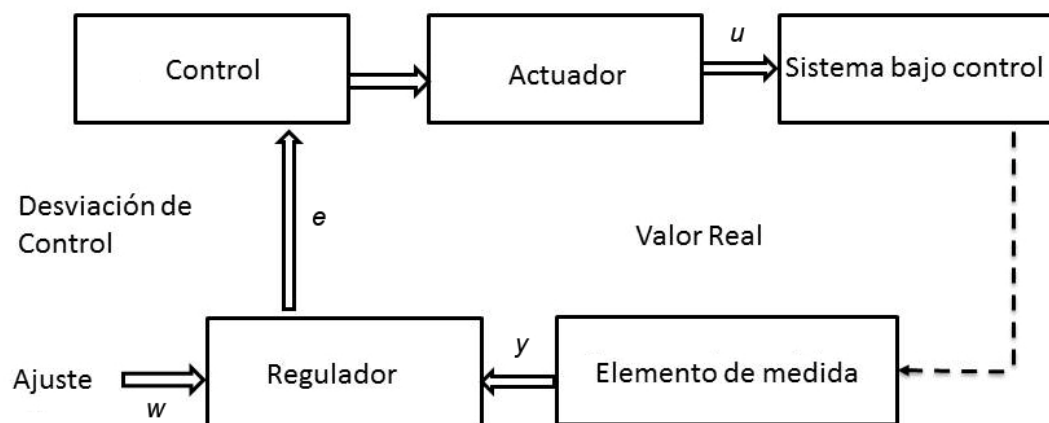 Control
Actuador
u
Sistema bajo control
Desviación de
Control
e
Valor Real
Ajuste
w
Regulador
y
Elemento de medida